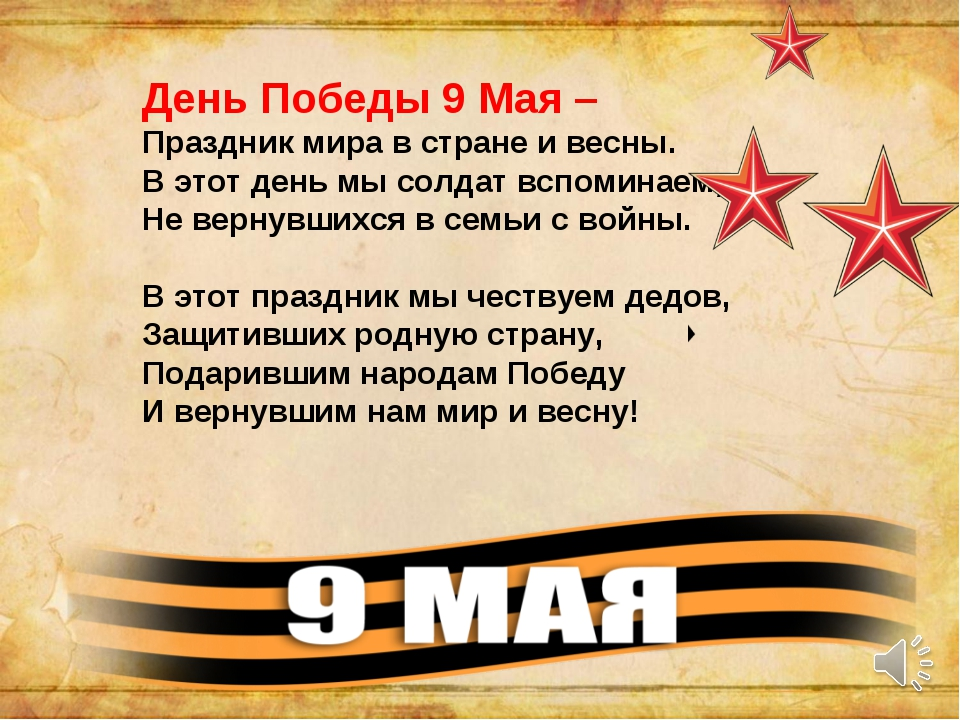 День Победы 9 Мая –
Праздник мира в стране и весны.
В этот день мы солдат вспоминаем,
Не вернувшихся в семьи с войны.
В этот праздник мы чествуем дедов,
Защитивших родную страну,
Подарившим народам Победу
И вернувшим нам мир и весну!
9 МАЯ